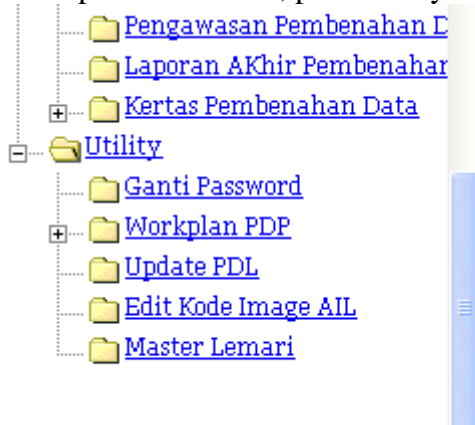 Pengawasan Pembenahan
Laporan AKhir
Kertas Pembenahan Data
Utility
Ganti Password
Workplan PDP
Update PDL
Edit Kode Image AIL
Master Lemari